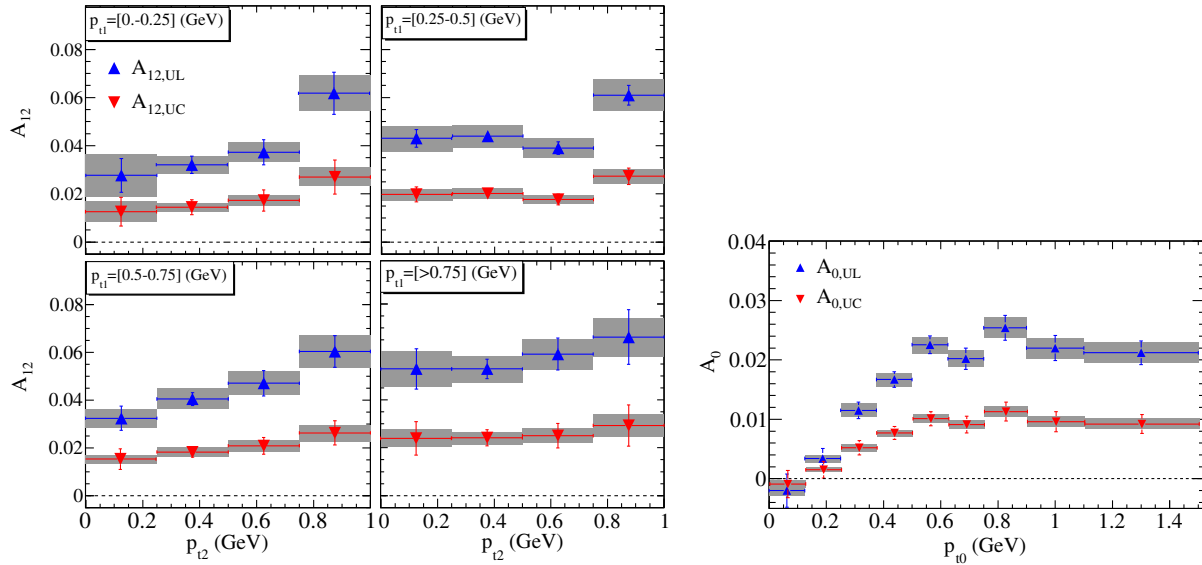 p_t1=[0.-0.25] (GeV)
p_t1=[0.25-0.5] (GeV)
0.08
0.06
0.04
0.02
0
A_12
A_12,UL
A_12,UC
p_t1=[0.5-0.75] (GeV)
p_t1=[>0.75] (GeV)
0.08
0.06
0.04
0.02
0
A_12
0 0.2 0.4 0.6 0.8 1
0.2 0.4 0.6 0.8 1
p_t2 (GeV)
p_t2 (GeV)
0.04
0.03
0.02
0.01
0
A_0
A_0,UL
A_0,UC
0 0.2 0.4 0.6 0.8 1 1.2 1.4
p_t0 (GeV)